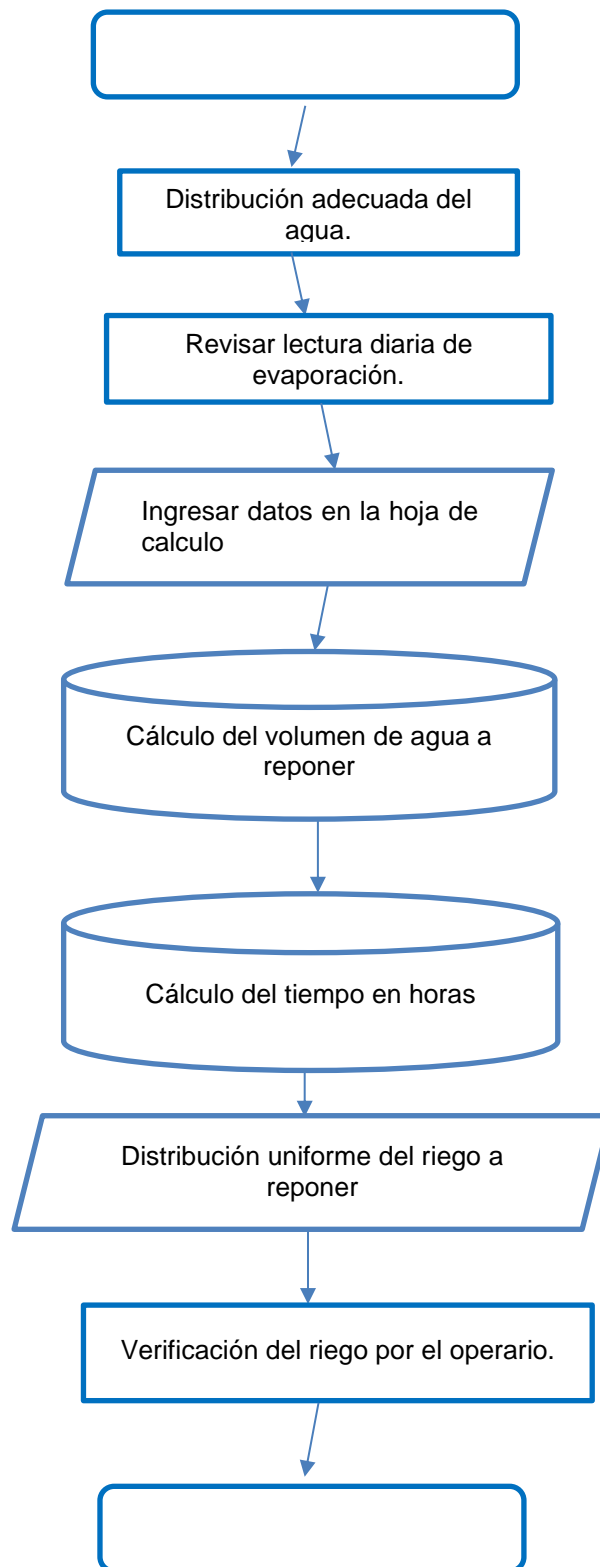 Distribución adecuada del
agua.
Revisar lectura diaria de
evaporación.
Ingresar datos en la hoja de
calculo
Cálculo del volumen de agua a
reponer
Cálculo del tiempo en horas
Distribución uniforme del riego a
reponer
Verificación del riego por el operario.